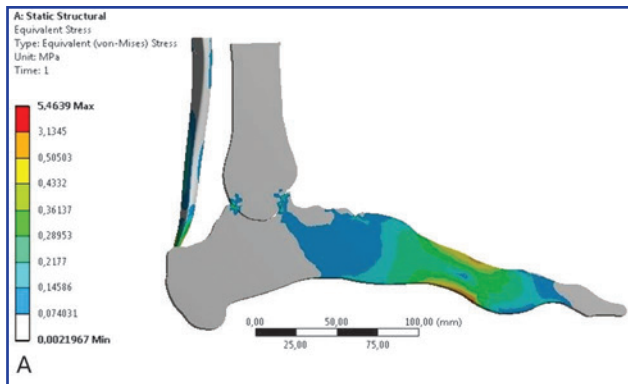 A: Static Structural
Equivalent Stress
Type: Equivalent (von-Mises) Stress
Unit: MPa
Time: 1
5,4639 Max
3,1345
0,50503
0,4332
0,36137
0,28953
0,2177
0,14586
0,074031
0,0021967 Min
0,00 50,00 100,00 (mm)
25,00 75,00
A